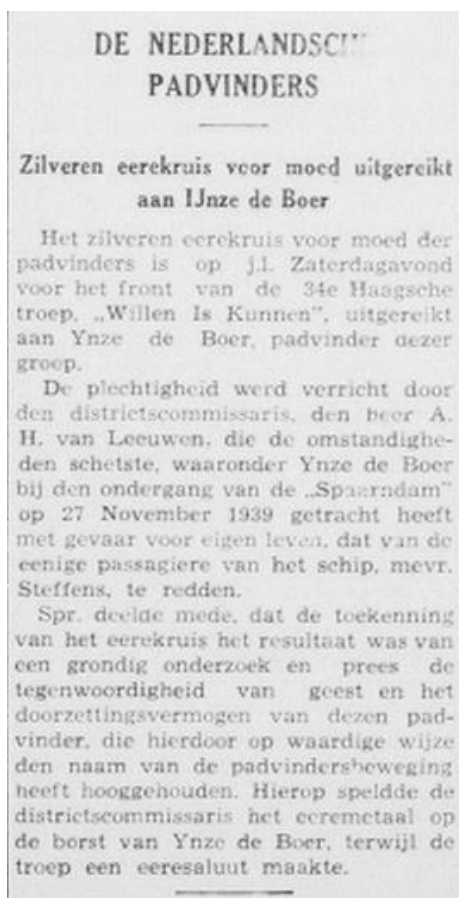 DE NEDERLANDSCHE
PADVINDERS
Zilveren eerekruis voor moed uitgereikt
aan IJnze de Boer
Het zilveren eerekruis voor moed der
padvinders is op j.l. Zaterdagavond
voor het front van de 34e Haagsche
troep, „Willen Is Kunnen”, uitgereikt
aan Ynze de Boer, padvinder dezer
groep.
De plechtigheid werd verricht door
den districtscommissaris, den heer A.
H. van Leeuwen, die de omstandighe-
den schetste, waaronder Ynze de Boer
bij den ondergang van de „Spaarndam”
op 27 November 1939 getracht heeft
met gevaar voor eigen leven, dat van de
eenige passagiere van het schip, mevr.
Steffens, te redden.
Spr. deelde mede, dat de toekenning
van het eerekruis het resultaat was van
een grondig onderzoek en prees de
tegenwoordigheid van geest en het
doorzettingsvermogen van dezen pad-
vinder, die hierdoor op waardige wijze
den naam van de padvindersbeweging
heeft hooggehouden. Hierop speldde de
districtscommissaris het eeremetaal op
de borst van Ynze de Boer, terwijl de
troep een eeresaluut maakte.